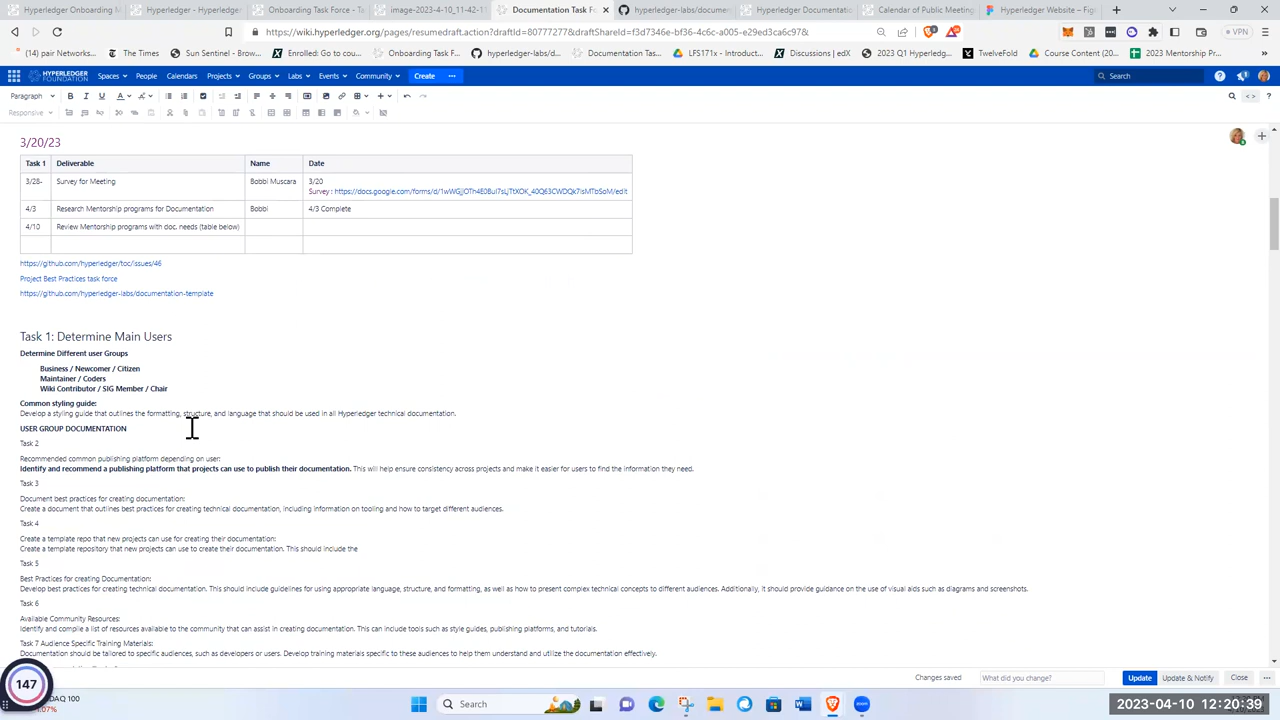 Hyperledger Onboarding M
Hyperledger - Hyperledger
Onboarding Task Force - Ta
image-2023-4-10_11-42-11
Documentation Task Fo
hyperledger-labs/documen
Hyperledger Documentatio
Calendar of Public Meeting
Hyperledger Website – Fig
https://wiki.hyperledger.org/pages/resumedraft.action?draftId=80777277&draftShareId=f3d7346e-bf36-4c6c-a005-e29ed3ca6c97&
VPN
(14) pair Networks...
The Times
Sun Sentinel - Brow...
Enrolled: Go to cou...
Onboarding Task F...
hyperledger-labs/d...
Documentation Tas...
LFS171x - Introduct...
Discussions | edX
2023 Q1 Hyperledg...
TwelveFold
Course Content (20...
2023 Mentorship Pr...
HYPERLEDGER
FOUNDATION
Spaces
People
Calendars
Projects
Groups
Labs
Events
Community
Create
Search
Paragraph
Responsive
3/20/23
Task 1 Deliverable Name Date
3/28- Survey for Meeting Bobbi Muscara 3/20
4/3 Research Mentorship programs for Documentation Bobbi 4/3 Complete
4/10 Review Mentorship programs with doc. needs (table below)
https://github.com/hyperledger/toc/issues/46
Project Best Practices task force
https://github.com/hyperledger-labs/documentation-template
Task 1: Determine Main Users
Determine Different user Groups
Business / Newcomer / Citizen
Maintainer / Coders
Wiki Contributor / SIG Member / Chair
Common styling guide:
Develop a styling guide that outlines the formatting, structure, and language that should be used in all Hyperledger technical documentation.
USER GROUP DOCUMENTATION
Task 2
Recommended common publishing platform depending on user:
Identify and recommend a publishing platform that projects can use to publish their documentation. This will help ensure consistency across projects and make it easier for users to find the information they need.
Task 3
Document best practices for creating documentation:
Create a document that outlines best practices for creating technical documentation, including information on tooling and how to target different audiences.
Task 4
Create a template repo that new projects can use for creating their documentation:
Create a template repository that new projects can use to create their documentation. This should include the
Task 5
Best Practices for creating Documentation:
Develop best practices for creating technical documentation. This should include guidelines for using appropriate language, structure, and formatting, as well as how to present complex technical concepts to different audiences. Additionally, it should provide guidance on the use of visual aids such as diagrams and screenshots.
Task 6
Available Community Resources:
Identify and compile a list of resources available to the community that can assist in creating documentation. This can include tools such as style guides, publishing platforms, and tutorials.
Task 7 Audience Specific Training Materials:
Documentation should be tailored to specific audiences, such as developers or users. Develop training materials specific to these audiences to help them understand and utilize the documentation effectively.
Changes saved
What did you change?
Update
Update & Notify
Close
147
Search
2023-04-10 12:20:39